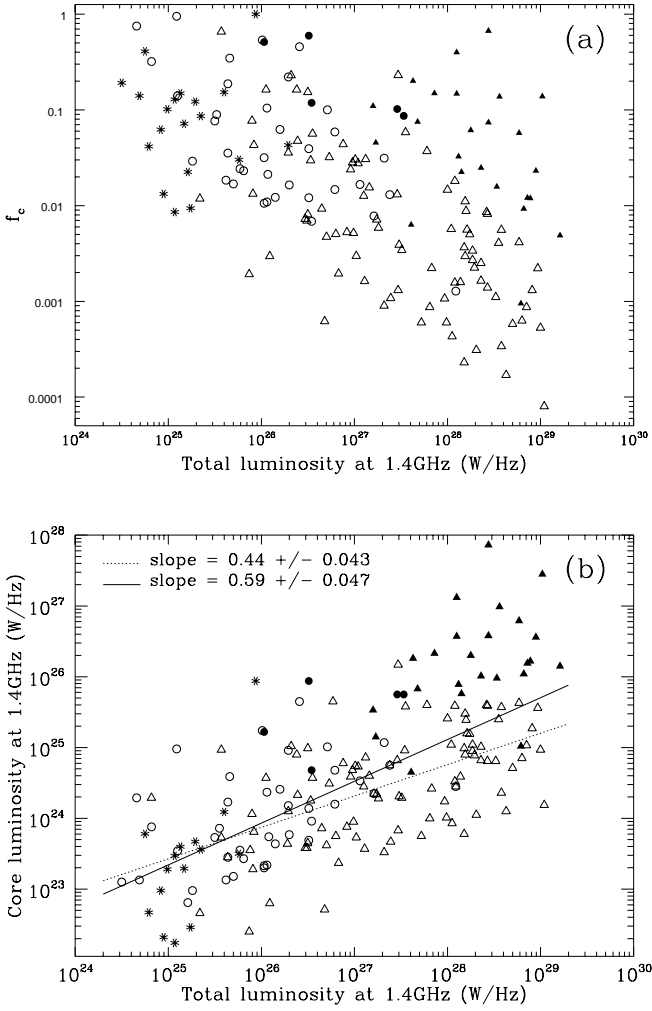 (a)
1
0.1
0.01
0.001
0.0001
f_c
10^24 10^25 10^26 10^27 10^28 10^29 10^30
Total luminosity at 1.4GHz (W/Hz)
(b)
slope = 0.44 +/- 0.043
slope = 0.59 +/- 0.047
10^28
10^27
10^26
10^25
10^24
10^23
Core luminosity at 1.4GHz (W/Hz)
10^24 10^25 10^26 10^27 10^28 10^29 10^30
Total luminosity at 1.4GHz (W/Hz)